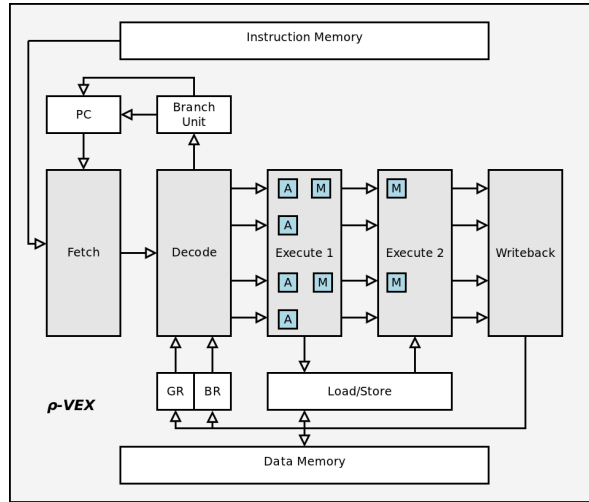 Instruction Memory
PC
Branch
Unit
A M
M
A
Fetch
Decode
Execute 1
Execute 2
Writeback
A M
M
A
GR
BR
Load/Store
ρ-VEX
Data Memory